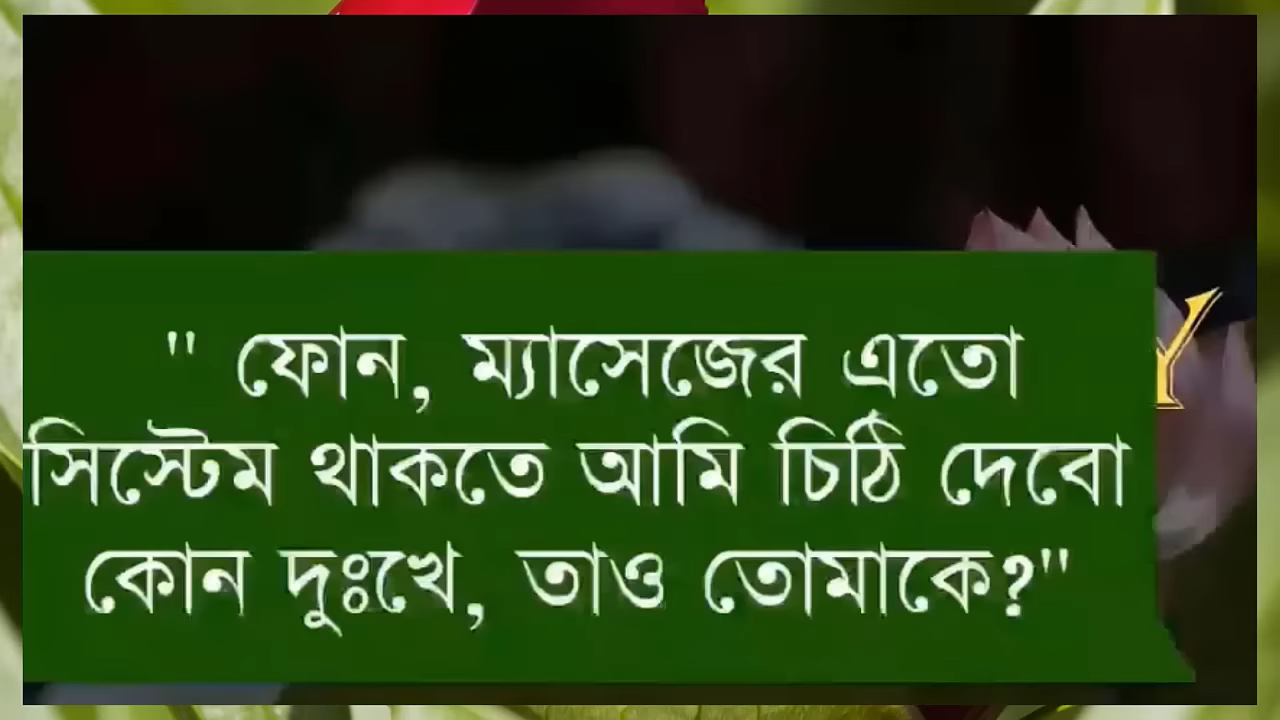 " ফোন, ম্যাসেজের এতো
সিস্টেম থাকতে আমি চিঠি দেবো
কোন দুঃখে, তাও তোমাকে?"
Y